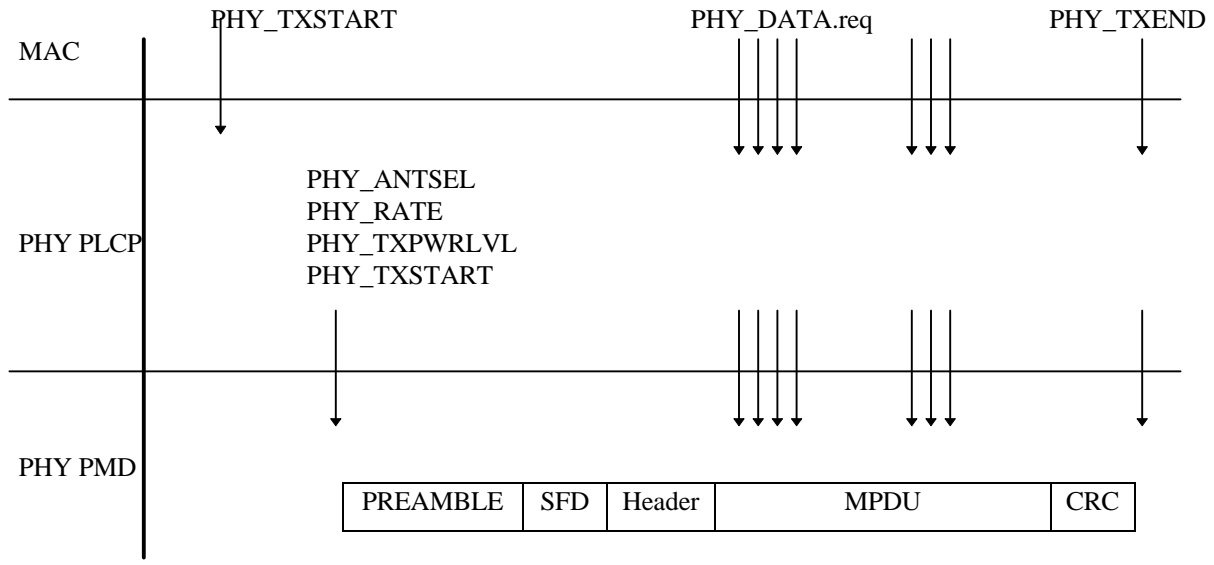 PHY_TXSTART PHY_DATA.req PHY_TXEND
MAC
PHY_ANTSEL
PHY_RATE
PHY PLCP PHY_TXPWRLVL
PHY_TXSTART
PHY PMD
PREAMBLE SFD Header MPDU CRC